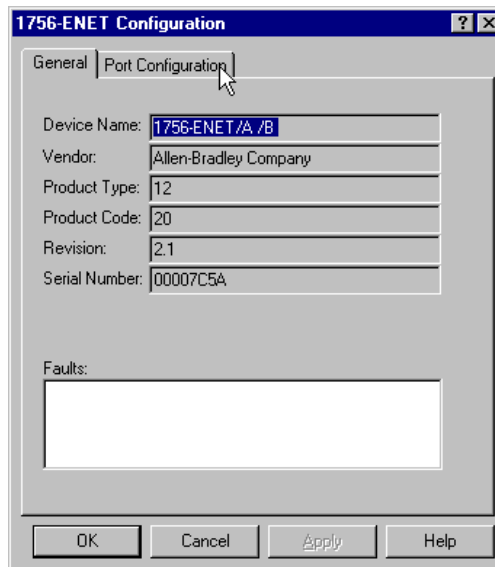 1756-ENET Configuration
General Port Configuration
Device Name: 1756-ENET/A /B
Vendor: Allen-Bradley Company
Product Type: 12
Product Code: 20
Revision: 2.1
Serial Number: 00007C5A
Faults:
OK Cancel Apply Help